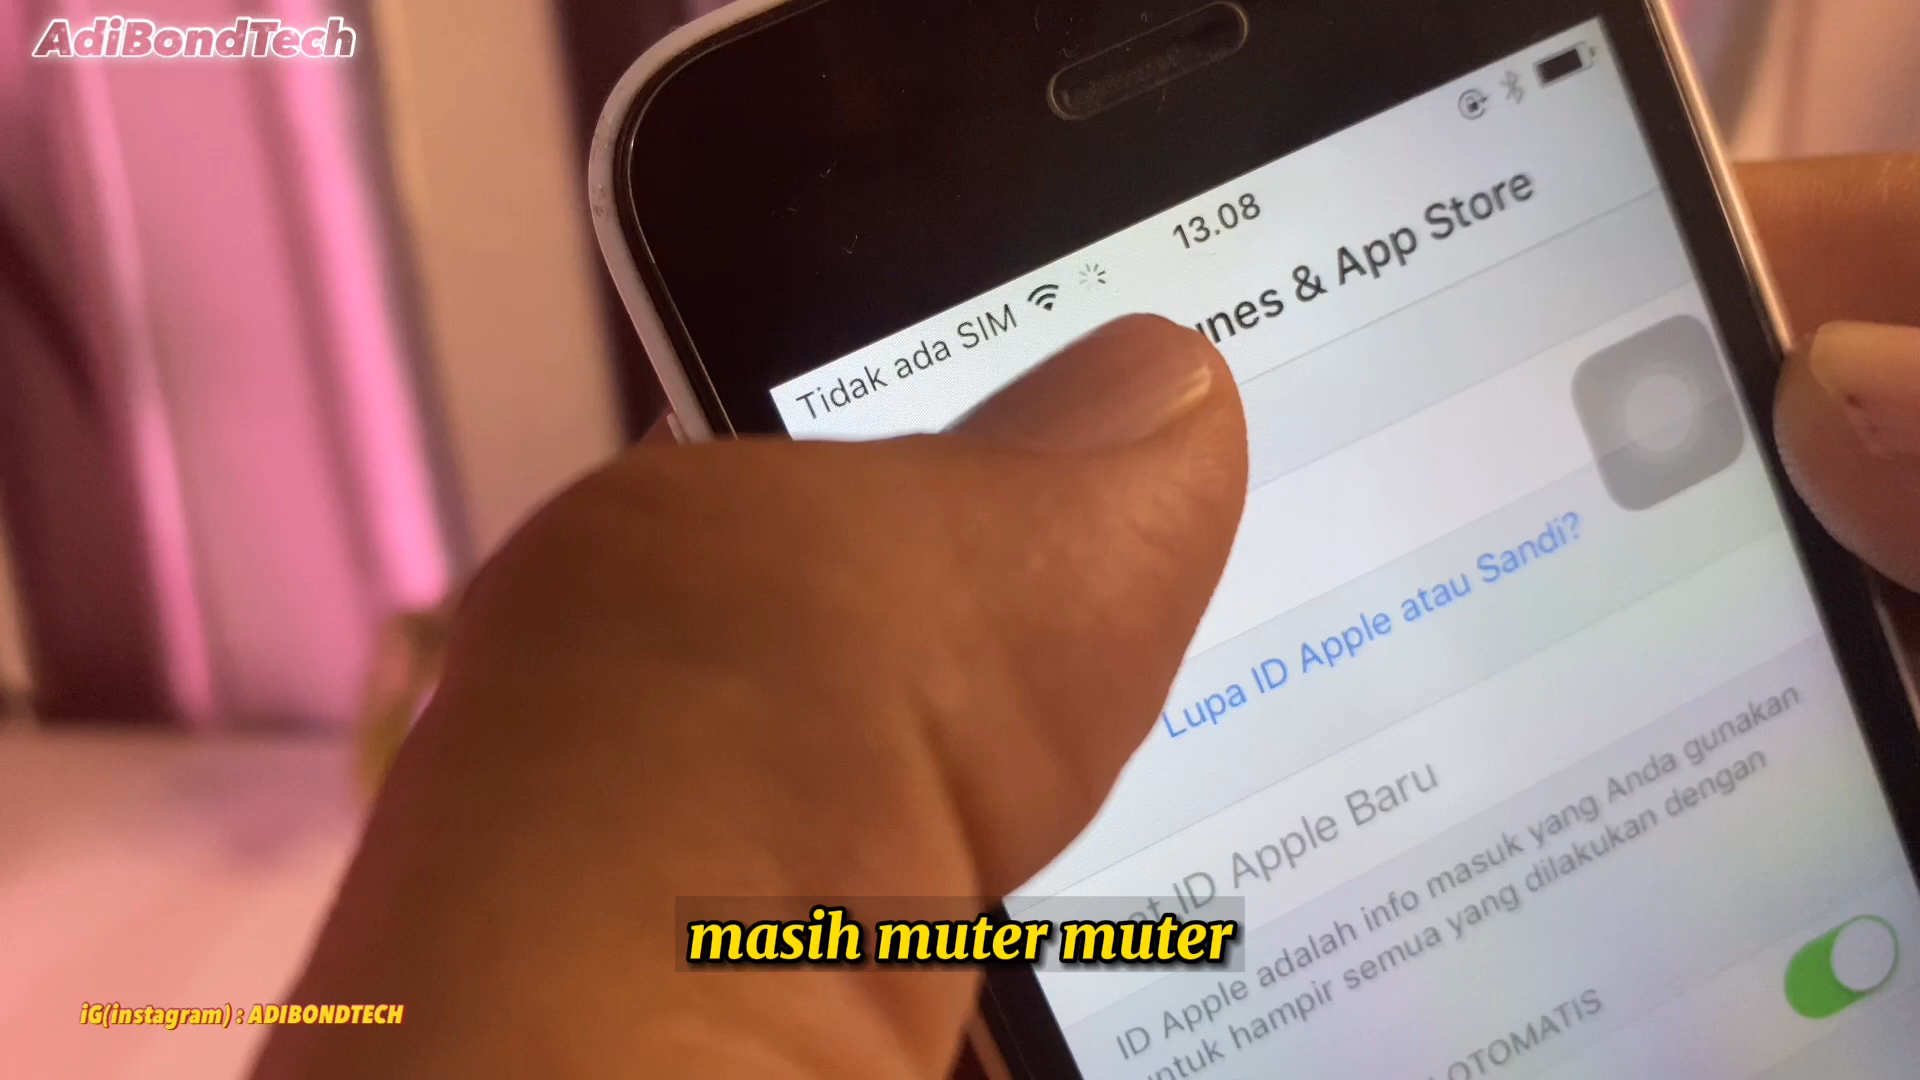 AdiBondTech
Tidak ada SIM
13.08
& App Store
Lupa ID Apple atau Sandi?
ID Apple Baru
ID Apple adalah info masuk yang Anda gunakan
untuk hampir semua yang dilakukan dengan
OTOMATIS
masih muter muter
iG(instagram) : ADIBONDTECH